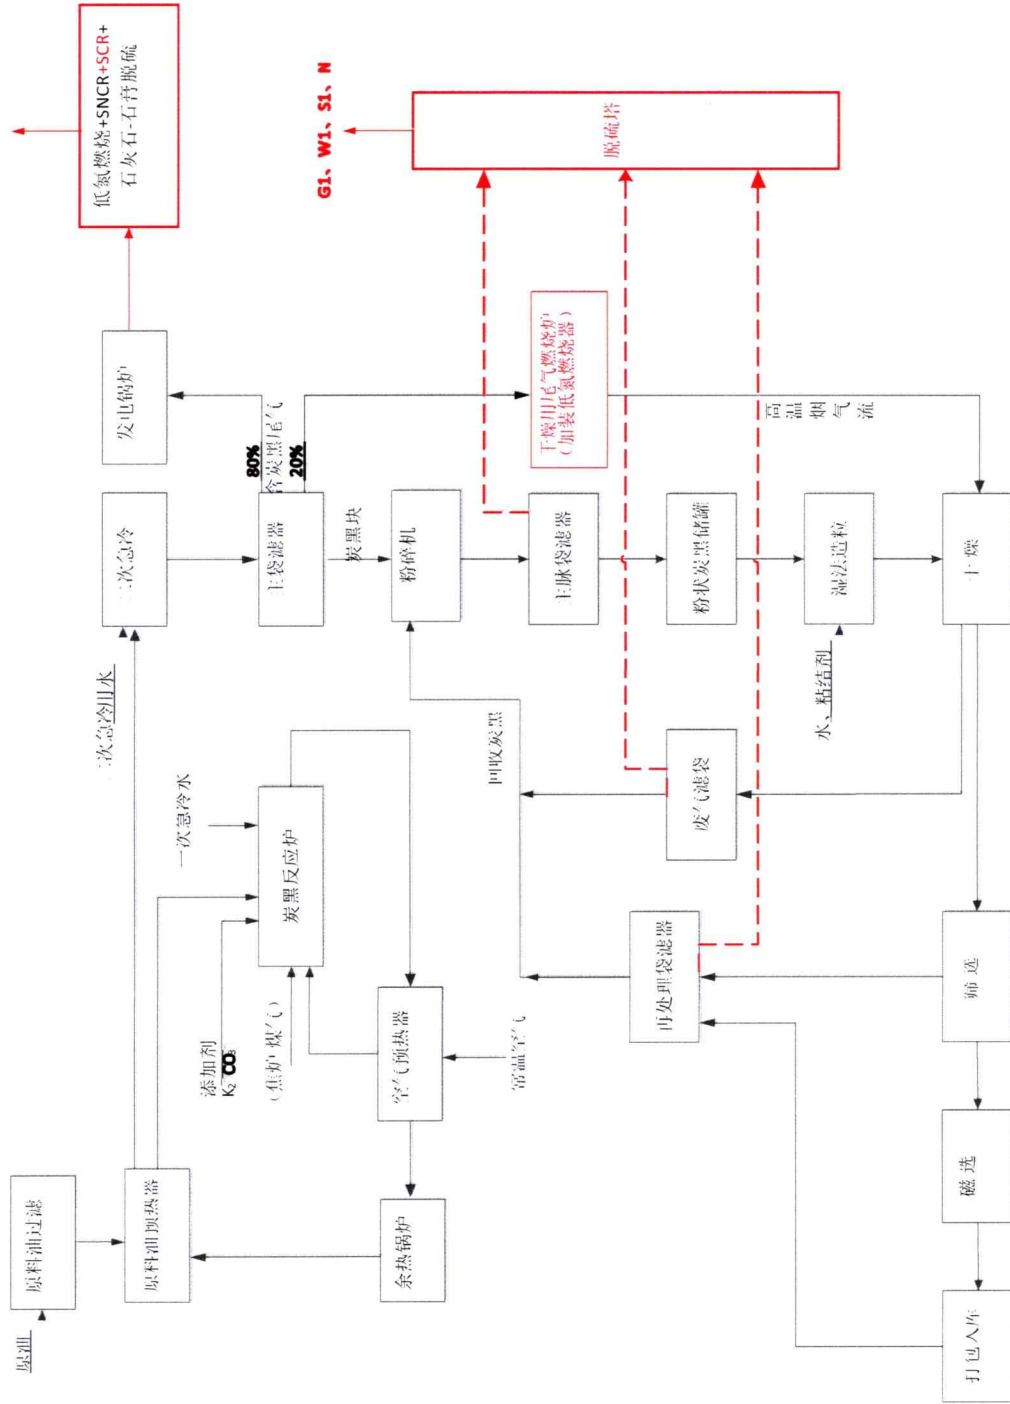 原油
原料油过滤
低氮燃烧+SNCR+SCR+
石灰石-石膏脱硫
原料油预热器
二次急冷用水
二次急冷
发电锅炉
添加剂
K₂CO₃
一次急冷水
80%
含炭黑尾气
20%
主袋滤器
(焦炉煤气)
炭黑反应炉
G1、W1、S1、N
炭黑块
余热锅炉
空气预热器
粉碎机
回收炭黑
常温空气
主脉袋滤器
干燥用尾气燃烧炉
(加装低氮燃烧器)
脱硫塔
再处理袋滤器
废气滤袋
粉状炭黑储罐
高温烟气流
水、粘结剂
湿法造粒
打包入库
磁选
筛选
干燥